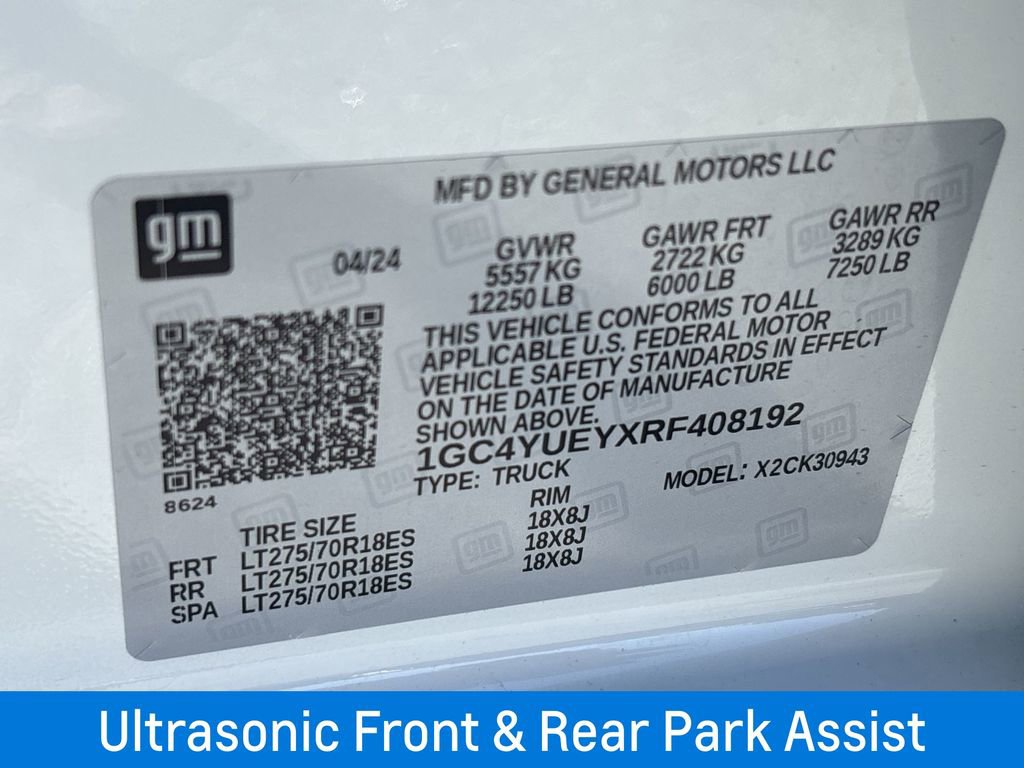 gm
MFD BY GENERAL MOTORS LLC
04/24
GVWR
5557 KG
12250 LB
GAWR FRT
2722 KG
6000 LB
GAWR RR
3289 KG
7250 LB
THIS VEHICLE CONFORMS TO ALL
APPLICABLE U.S. FEDERAL MOTOR
VEHICLE SAFETY STANDARDS IN EFFECT
ON THE DATE OF MANUFACTURE
SHOWN ABOVE.
1GC4YUEYXRF408192
TYPE: TRUCK
MODEL: X2CK30943
8624
TIRE SIZE
RIM
FRT LT275/70R18ES 18X8J
RR LT275/70R18ES 18X8J
SPA LT275/70R18ES 18X8J
Ultrasonic Front & Rear Park Assist